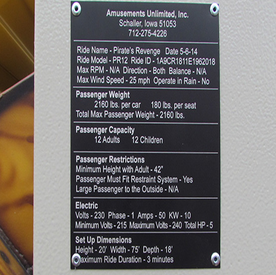 Amusements Unlimited, Inc.
Schaller, Iowa 51053
712-275-4228
Ride Name - Pirate's Revenge Date 5-6-14
Ride Model - PR12 Ride ID - 1A9CR1811E1962018
Max RPM - N/A Direction - Both Balance - N/A
Max Wind Speed - 25 mph Operate in Rain - No
Passenger Weight
2160 lbs. per car 180 lbs. per seat
Total Max Passenger Weight - 2160 lbs.
Passenger Capacity
12 Adults 12 Children
Passenger Restrictions
Minimum Height with Adult - 42"
Passenger Must Fit Restraint System - Yes
Large Passenger to the Outside - N/A
Electric
Volts - 230 Phase - 1 Amps - 50 KW - 10
Minimum Volts - 215 Maximum Volts - 240 Total HP - 5
Set Up Dimensions
Height - 20' Width - 75' Depth - 18'
Maximum Ride Duration - 3 minutes